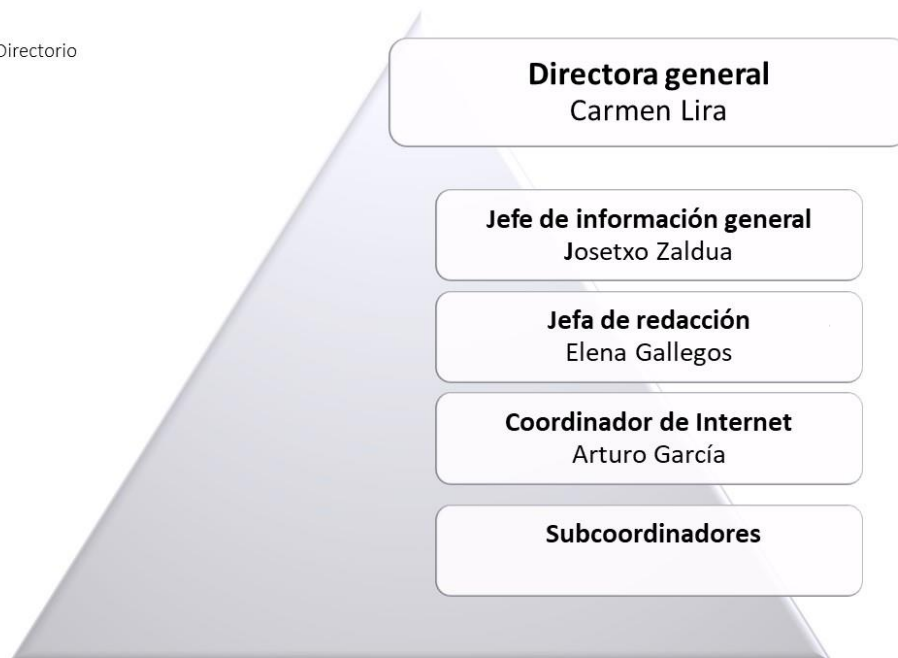 Directorio
Directora general
Carmen Lira
Jefe de información general
Josetxo Zaldua
Jefa de redacción
Elena Gallegos
Coordinador de Internet
Arturo García
Subcoordinadores